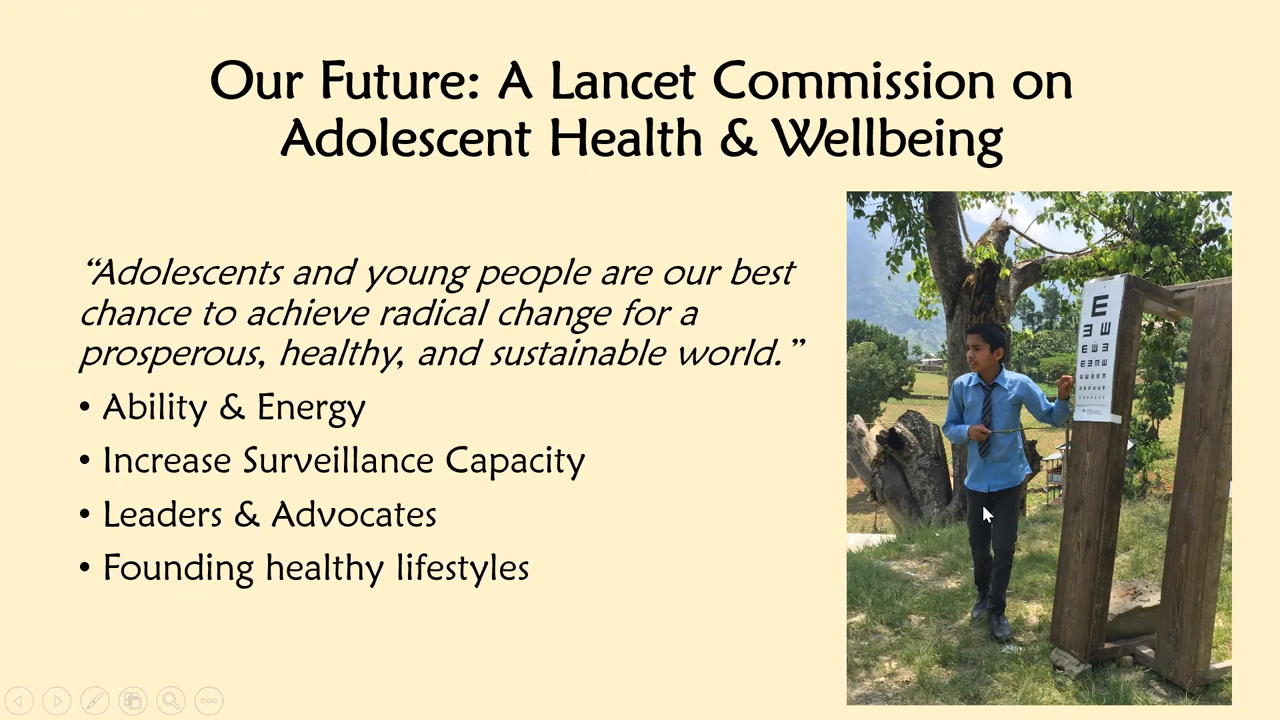 Our Future: A Lancet Commission on
Adolescent Health & Wellbeing
“Adolescents and young people are our best
chance to achieve radical change for a
prosperous, healthy, and sustainable world.”
• Ability & Energy
• Increase Surveillance Capacity
• Leaders & Advocates
• Founding healthy lifestyles
E